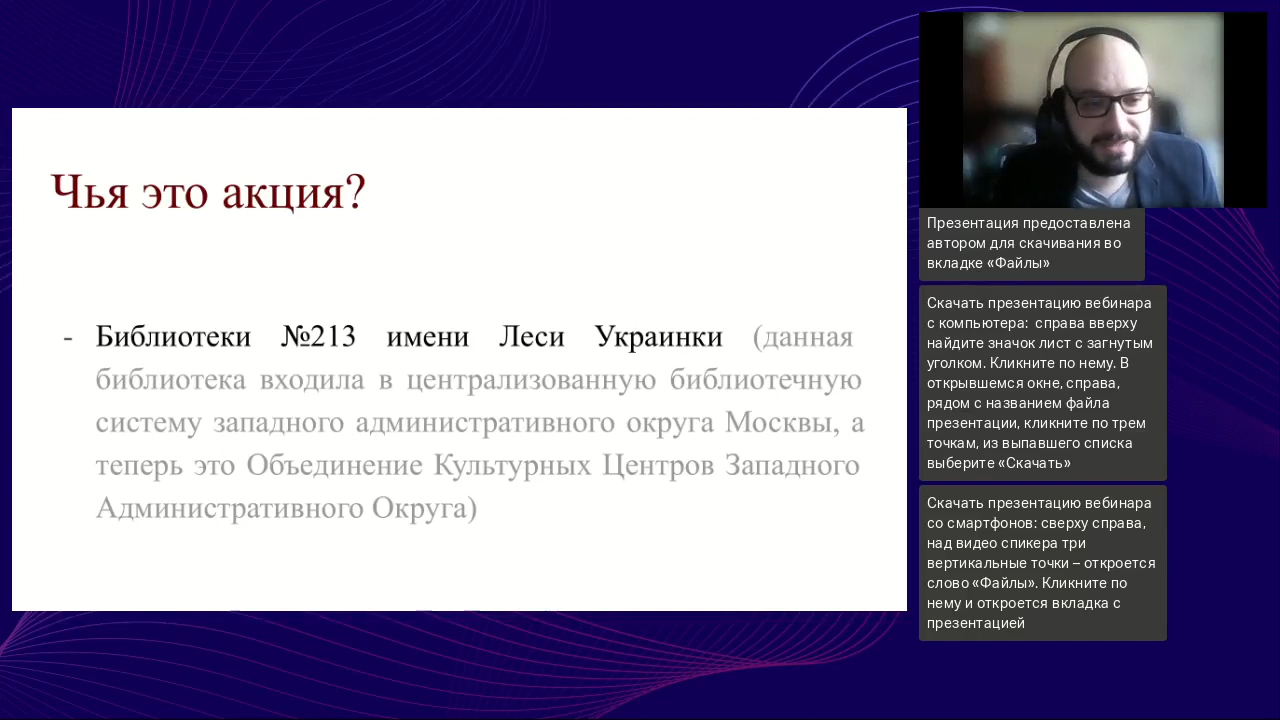 Чья это акция?
- Библиотеки №213 имени Леси Украинки (данная
библиотека входила в централизованную библиотечную
систему западного административного округа Москвы, а
теперь это Объединение Культурных Центров Западного
Административного Округа)
Презентация предоставлена
автором для скачивания во
вкладке «Файлы»
Скачать презентацию вебинара
с компьютера:  справа вверху
найдите значок лист с загнутым
уголком. Кликните по нему. В
открывшемся окне, справа,
рядом с названием файла
презентации, кликните по трем
точкам, из выпавшего списка
выберите «Скачать»
Скачать презентацию вебинара
со смартфонов: сверху справа,
над видео спикера три
вертикальные точки – откроется
слово «Файлы». Кликните по
нему и откроется вкладка с
презентацией